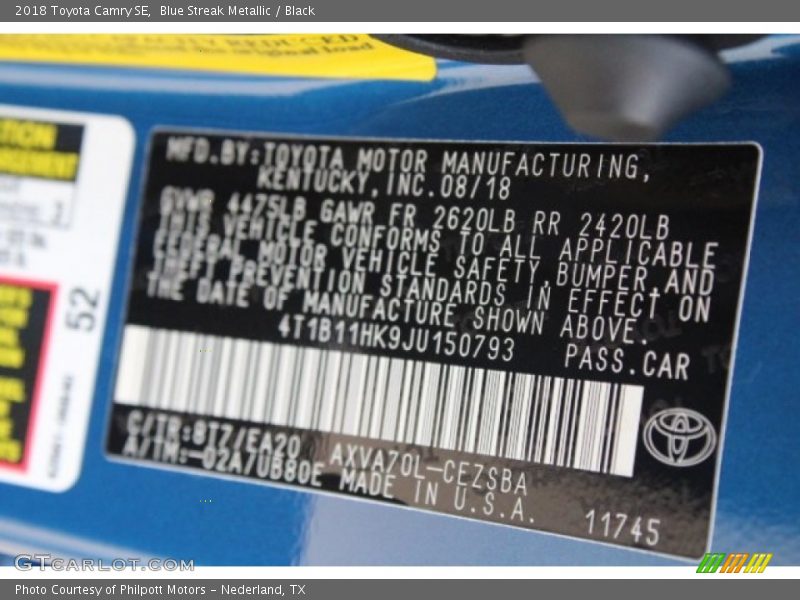 2018 Toyota Camry SE, Blue Streak Metallic / Black
MFD.BY:TOYOTA MOTOR MANUFACTURING,
KENTUCKY,INC.08/18
GVWR 4475LB GAWR FR 2620LB RR 2420LB
THIS VEHICLE CONFORMS TO ALL APPLICABLE
FEDERAL MOTOR VEHICLE SAFETY,BUMPER,AND
THEFT PREVENTION STANDARDS IN EFFECT ON
THE DATE OF MANUFACTURE SHOWN ABOVE.
4T1B11HK9JU150793
PASS.CAR
C/TR:8T7/EA20
AXVA70L-CEZSBA
A/TM:-02A/UB80E MADE IN U.S.A.
11745
52
GTCARLOT.COM
Photo Courtesy of Philpott Motors - Nederland, TX